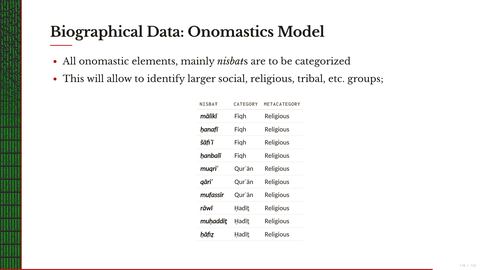 Biographical Data: Onomastics Model
All onomastic elements, mainly nisbats are to be categorized
This will allow to identify larger social, religious, tribal, etc. groups;
NISBAT CATEGORY METACATEGORY
mālikī Fiqh Religious
ḥanafī Fiqh Religious
šāfiʿī Fiqh Religious
ḥanbalī Fiqh Religious
muqriʾ Qurʾān Religious
qāriʾ Qurʾān Religious
mufassir Qurʾān Religious
rāwī Ḥadīṯ Religious
muḥaddiṯ Ḥadīṯ Religious
ḥāfiẓ Ḥadīṯ Religious